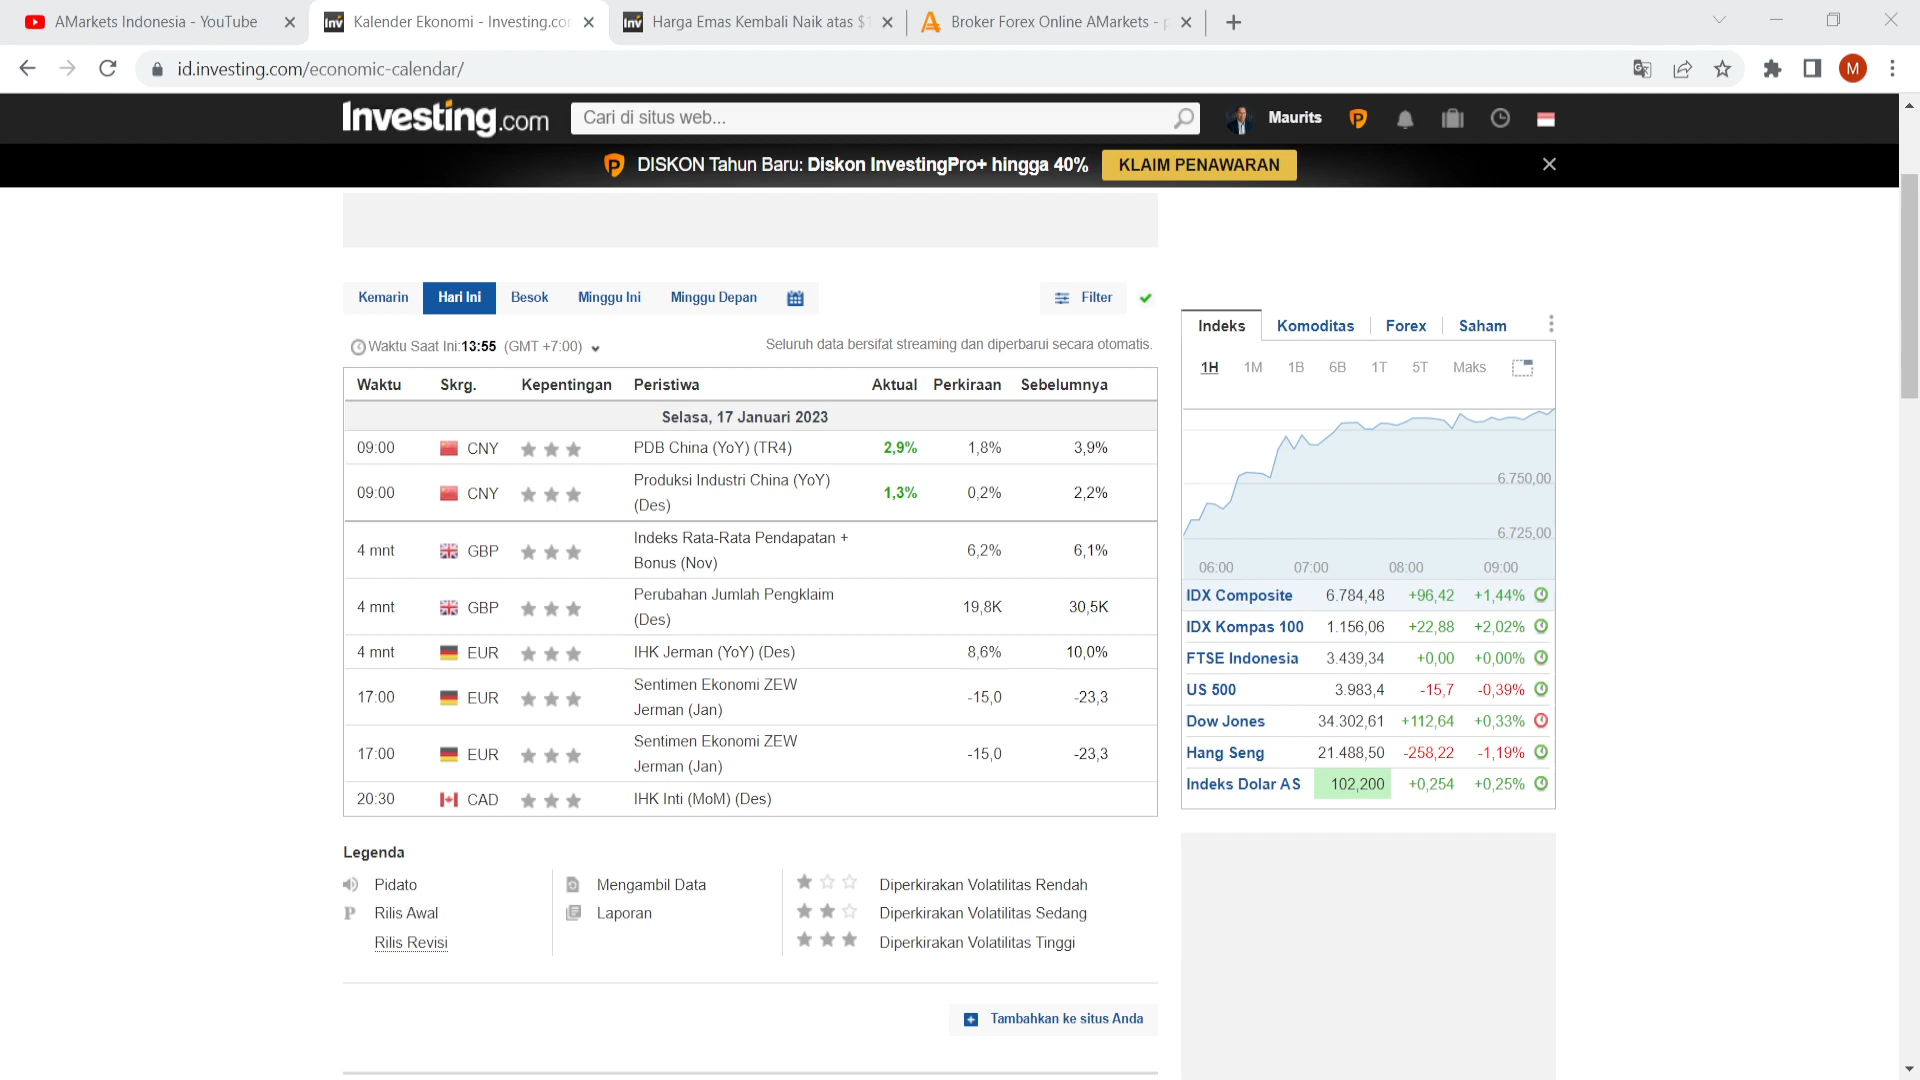 AMarkets Indonesia - YouTube
Kalender Ekonomi - Investing.co
Harga Emas Kembali Naik atas $
Broker Forex Online AMarkets -
id.investing.com/economic-calendar/
M
Investing.com
Cari di situs web...
Maurits
DISKON Tahun Baru: Diskon InvestingPro+ hingga 40%
KLAIM PENAWARAN
Kemarin Hari Ini Besok Minggu Ini Minggu Depan
Filter
Waktu Saat Ini:13:55 (GMT +7:00)
Seluruh data bersifat streaming dan diperbarui secara otomatis.
Waktu Skrg. Kepentingan Peristiwa Aktual Perkiraan Sebelumnya
Selasa, 17 Januari 2023
09:00 CNY PDB China (YoY) (TR4) 2,9% 1,8% 3,9%
09:00 CNY Produksi Industri China (YoY) 1,3% 0,2% 2,2%
(Des)
4 mnt GBP Indeks Rata-Rata Pendapatan + 6,2% 6,1%
Bonus (Nov)
4 mnt GBP Perubahan Jumlah Pengklaim 19,8K 30,5K
(Des)
4 mnt EUR IHK Jerman (YoY) (Des) 8,6% 10,0%
17:00 EUR Sentimen Ekonomi ZEW -15,0 -23,3
Jerman (Jan)
17:00 EUR Sentimen Ekonomi ZEW -15,0 -23,3
Jerman (Jan)
20:30 CAD IHK Inti (MoM) (Des)
Legenda
Pidato
Rilis Awal
Rilis Revisi
Mengambil Data
Laporan
Diperkirakan Volatilitas Rendah
Diperkirakan Volatilitas Sedang
Diperkirakan Volatilitas Tinggi
Tambahkan ke situs Anda
Indeks Komoditas Forex Saham
1H 1M 1B 6B 1T 5T Maks
6.750,00
6.725,00
06:00 07:00 08:00 09:00
IDX Composite 6.784,48 +96,42 +1,44%
IDX Kompas 100 1.156,06 +22,88 +2,02%
FTSE Indonesia 3.439,34 +0,00 +0,00%
US 500 3.983,4 -15,7 -0,39%
Dow Jones 34.302,61 +112,64 +0,33%
Hang Seng 21.488,50 -258,22 -1,19%
Indeks Dolar AS 102,200 +0,254 +0,25%